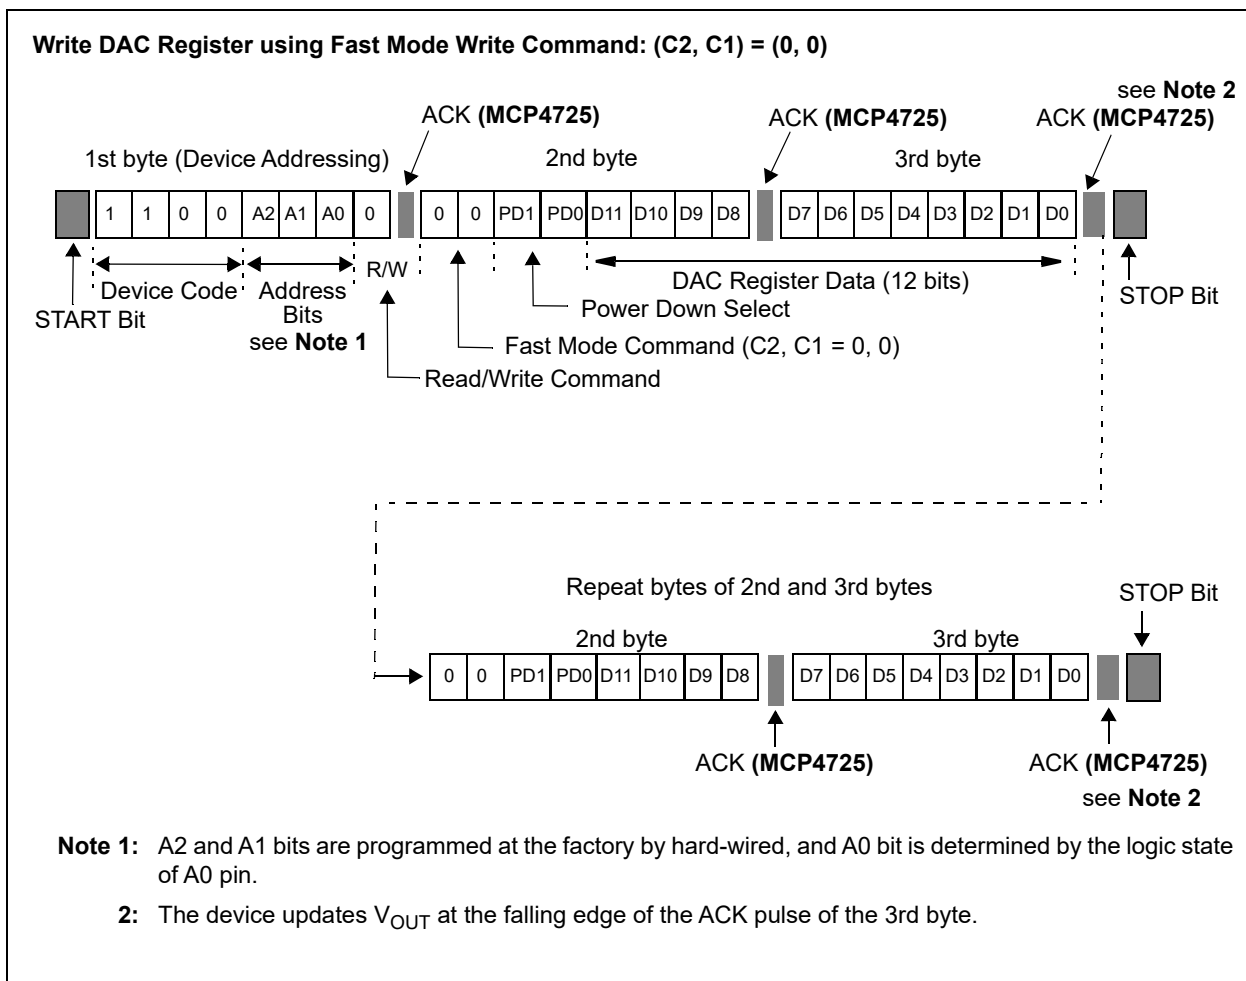 Write DAC Register using Fast Mode Write Command: (C2, C1) = (0, 0)
see Note 2
ACK (MCP4725)
ACK (MCP4725)
ACK (MCP4725)
1st byte (Device Addressing)
2nd byte
3rd byte
1 1 0 0 A2 A1 A0 0
0 0 PD1 PD0 D11 D10 D9 D8
D7 D6 D5 D4 D3 D2 D1 D0
R/W
DAC Register Data (12 bits)
Device Code
Address
Bits
see Note 1
START Bit
Power Down Select
STOP Bit
Fast Mode Command (C2, C1 = 0, 0)
Read/Write Command
Repeat bytes of 2nd and 3rd bytes
STOP Bit
2nd byte
3rd byte
0 0 PD1 PD0 D11 D10 D9 D8
D7 D6 D5 D4 D3 D2 D1 D0
ACK (MCP4725)
ACK (MCP4725)
see Note 2
Note 1: A2 and A1 bits are programmed at the factory by hard-wired, and A0 bit is determined by the logic state
of A0 pin.
2: The device updates VOUT at the falling edge of the ACK pulse of the 3rd byte.